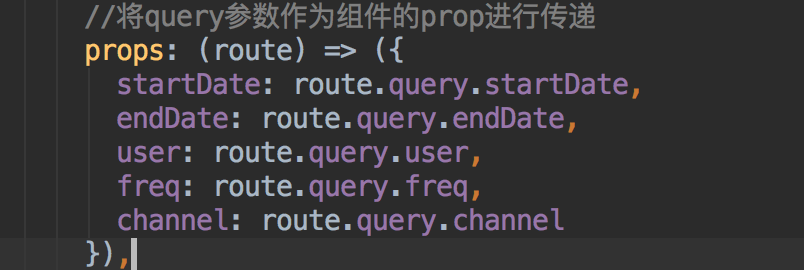 //将query参数作为组件的prop进行传递
props: (route) => ({
startDate: route.query.startDate,
endDate: route.query.endDate,
user: route.query.user,
freq: route.query.freq,
channel: route.query.channel
}),